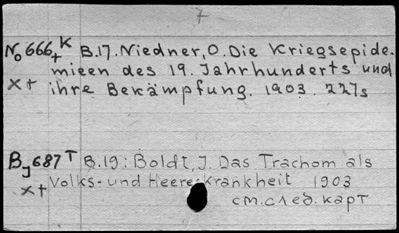 7
No 666+ K B.17. Niedner, O. Die Kriegsepide-
mieen des 19. Jahrhunderts und
x+ ihre Bekämpfung. 1903. 227s
Bj 687 T B.19: Boldt, J. Das Trachom als
x+ Volks- und Heereskrankheit 1903
см. след. карт